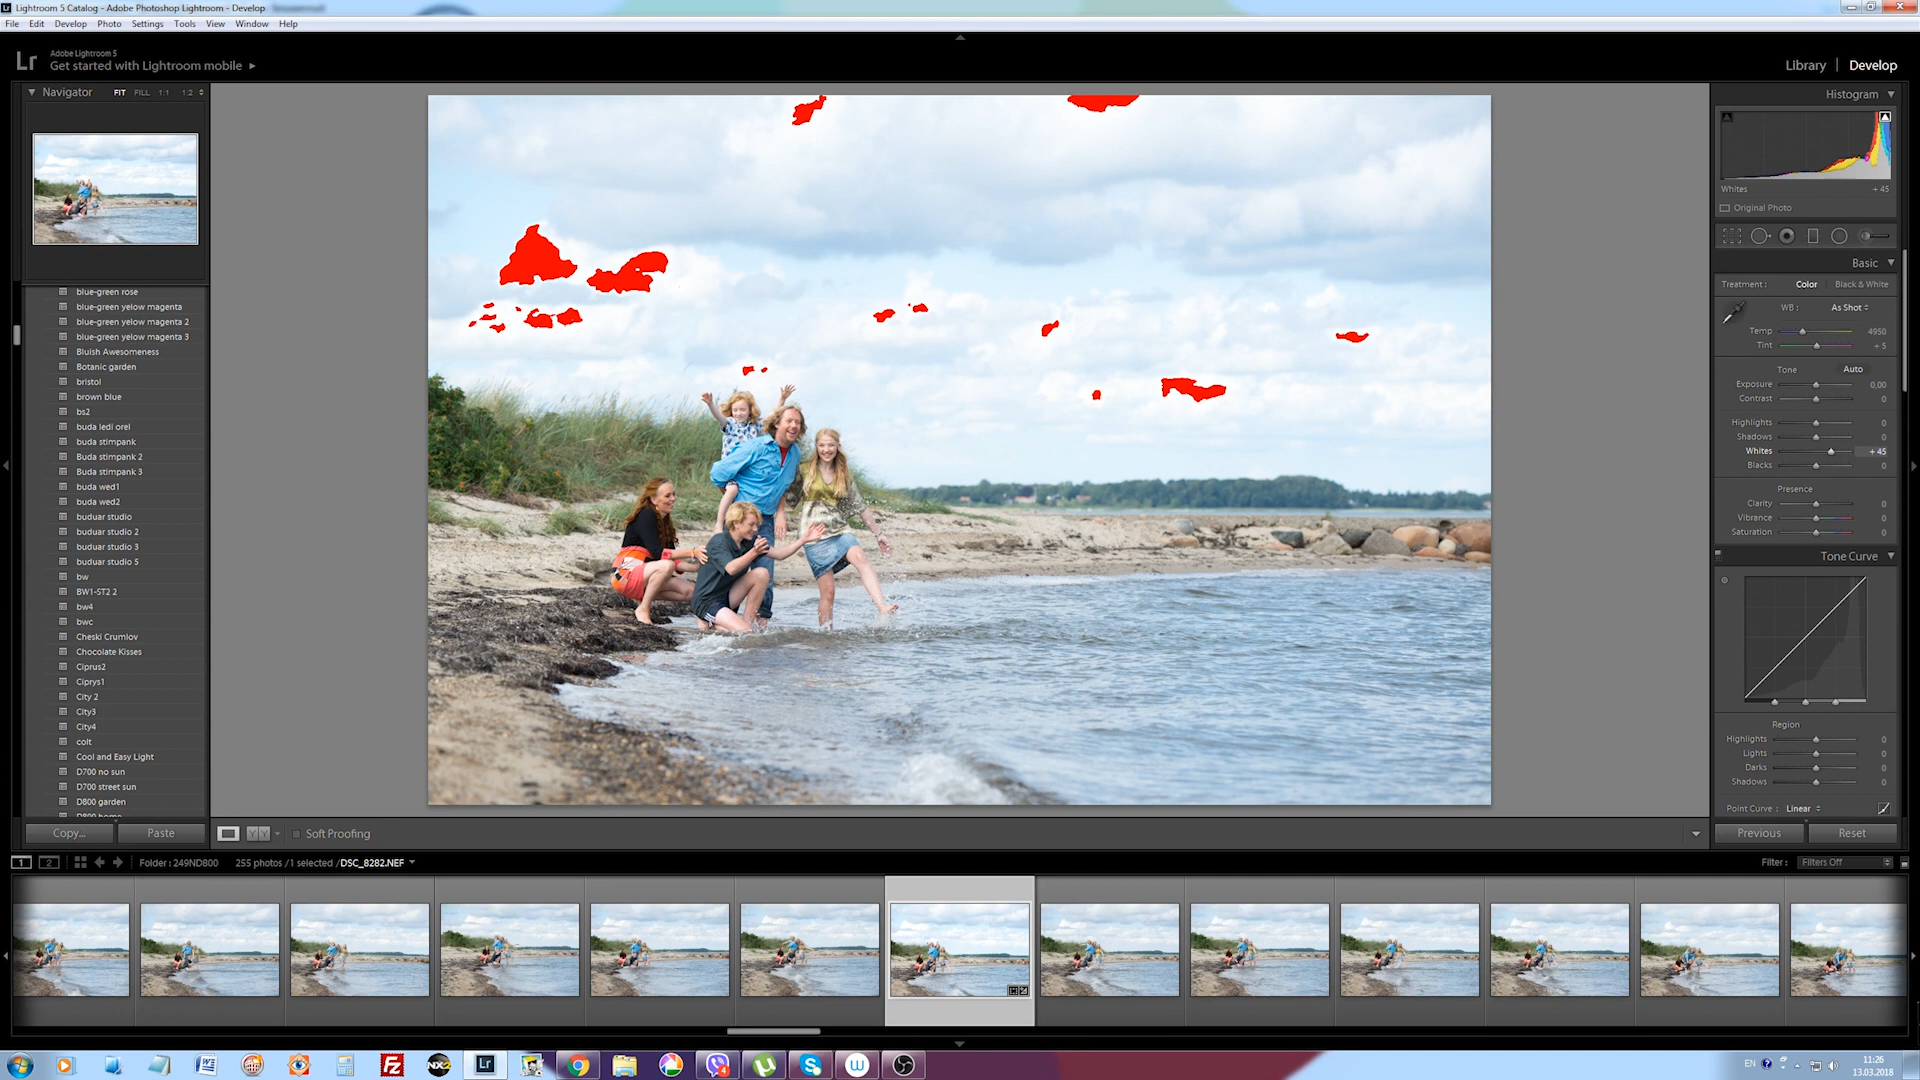 Lightroom 5 Catalog - Adobe Photoshop Lightroom - Develop
File Edit Develop Photo Settings Tools View Window Help
Lr
Adobe Lightroom 5
Get started with Lightroom mobile
Library | Develop
Navigator FIT FILL 1:1 1:2
Histogram
Whites + 45
Original Photo
Basic
Treatment : Color Black & White
WB : As Shot
Temp 4950
Tint + 5
Tone Auto
Exposure 0,00
Contrast 0
Highlights 0
Shadows 0
Whites + 45
Blacks 0
Presence
Clarity 0
Vibrance 0
Saturation 0
Tone Curve
Region
Highlights 0
Lights 0
Darks 0
Shadows 0
Point Curve : Linear
Previous Reset
blue-green rose
blue-green yelow magenta
blue-green yelow magenta 2
blue-green yelow magenta 3
Bluish Awesomeness
Botanic garden
bristol
brown blue
bs2
buda ledi orel
buda stimpank
Buda stimpank 2
Buda stimpank 3
buda wed1
buda wed2
buduar studio
buduar studio 2
buduar studio 3
buduar studio 5
bw
BW1-ST2 2
bw4
bwc
Cheski Crumlov
Chocolate Kisses
Ciprus2
Ciprys1
City 2
City3
City4
colt
Cool and Easy Light
D700 no sun
D700 street sun
D800 garden
Copy... Paste
Y Y Soft Proofing
1 2 Folder : 249ND800 255 photos /1 selected /DSC_8282.NEF
Filter : Filters Off
W Fz NX2 Lr 4 µ S W
EN 11:26
13.03.2018